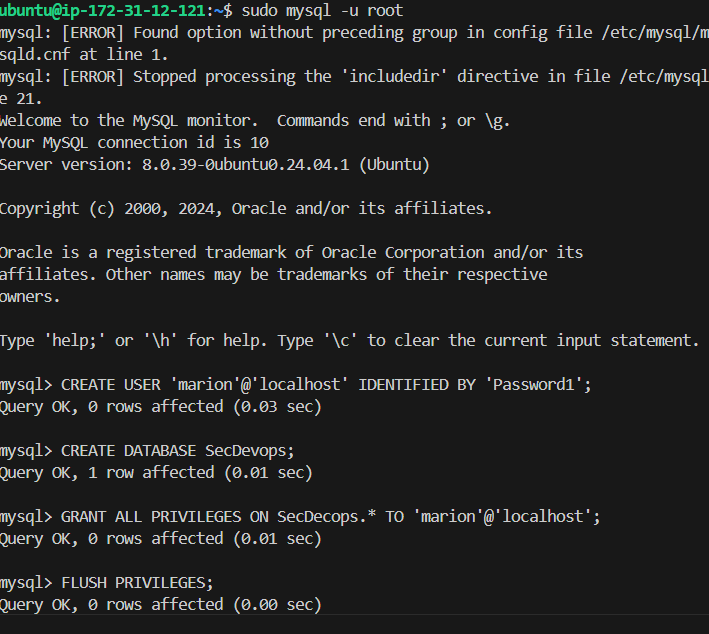 ubuntu@ip-172-31-12-121:~$ sudo mysql -u root
mysql: [ERROR] Found option without preceding group in config file /etc/mysql/m
sqld.cnf at line 1.
mysql: [ERROR] Stopped processing the 'includedir' directive in file /etc/mysql
e 21.
Welcome to the MySQL monitor.  Commands end with ; or \g.
Your MySQL connection id is 10
Server version: 8.0.39-0ubuntu0.24.04.1 (Ubuntu)
Copyright (c) 2000, 2024, Oracle and/or its affiliates.
Oracle is a registered trademark of Oracle Corporation and/or its
affiliates. Other names may be trademarks of their respective
owners.
Type 'help;' or '\h' for help. Type '\c' to clear the current input statement.
mysql> CREATE USER 'marion'@'localhost' IDENTIFIED BY 'Password1';
Query OK, 0 rows affected (0.03 sec)
mysql> CREATE DATABASE SecDevops;
Query OK, 1 row affected (0.01 sec)
mysql> GRANT ALL PRIVILEGES ON SecDecops.* TO 'marion'@'localhost';
Query OK, 0 rows affected (0.01 sec)
mysql> FLUSH PRIVILEGES;
Query OK, 0 rows affected (0.00 sec)